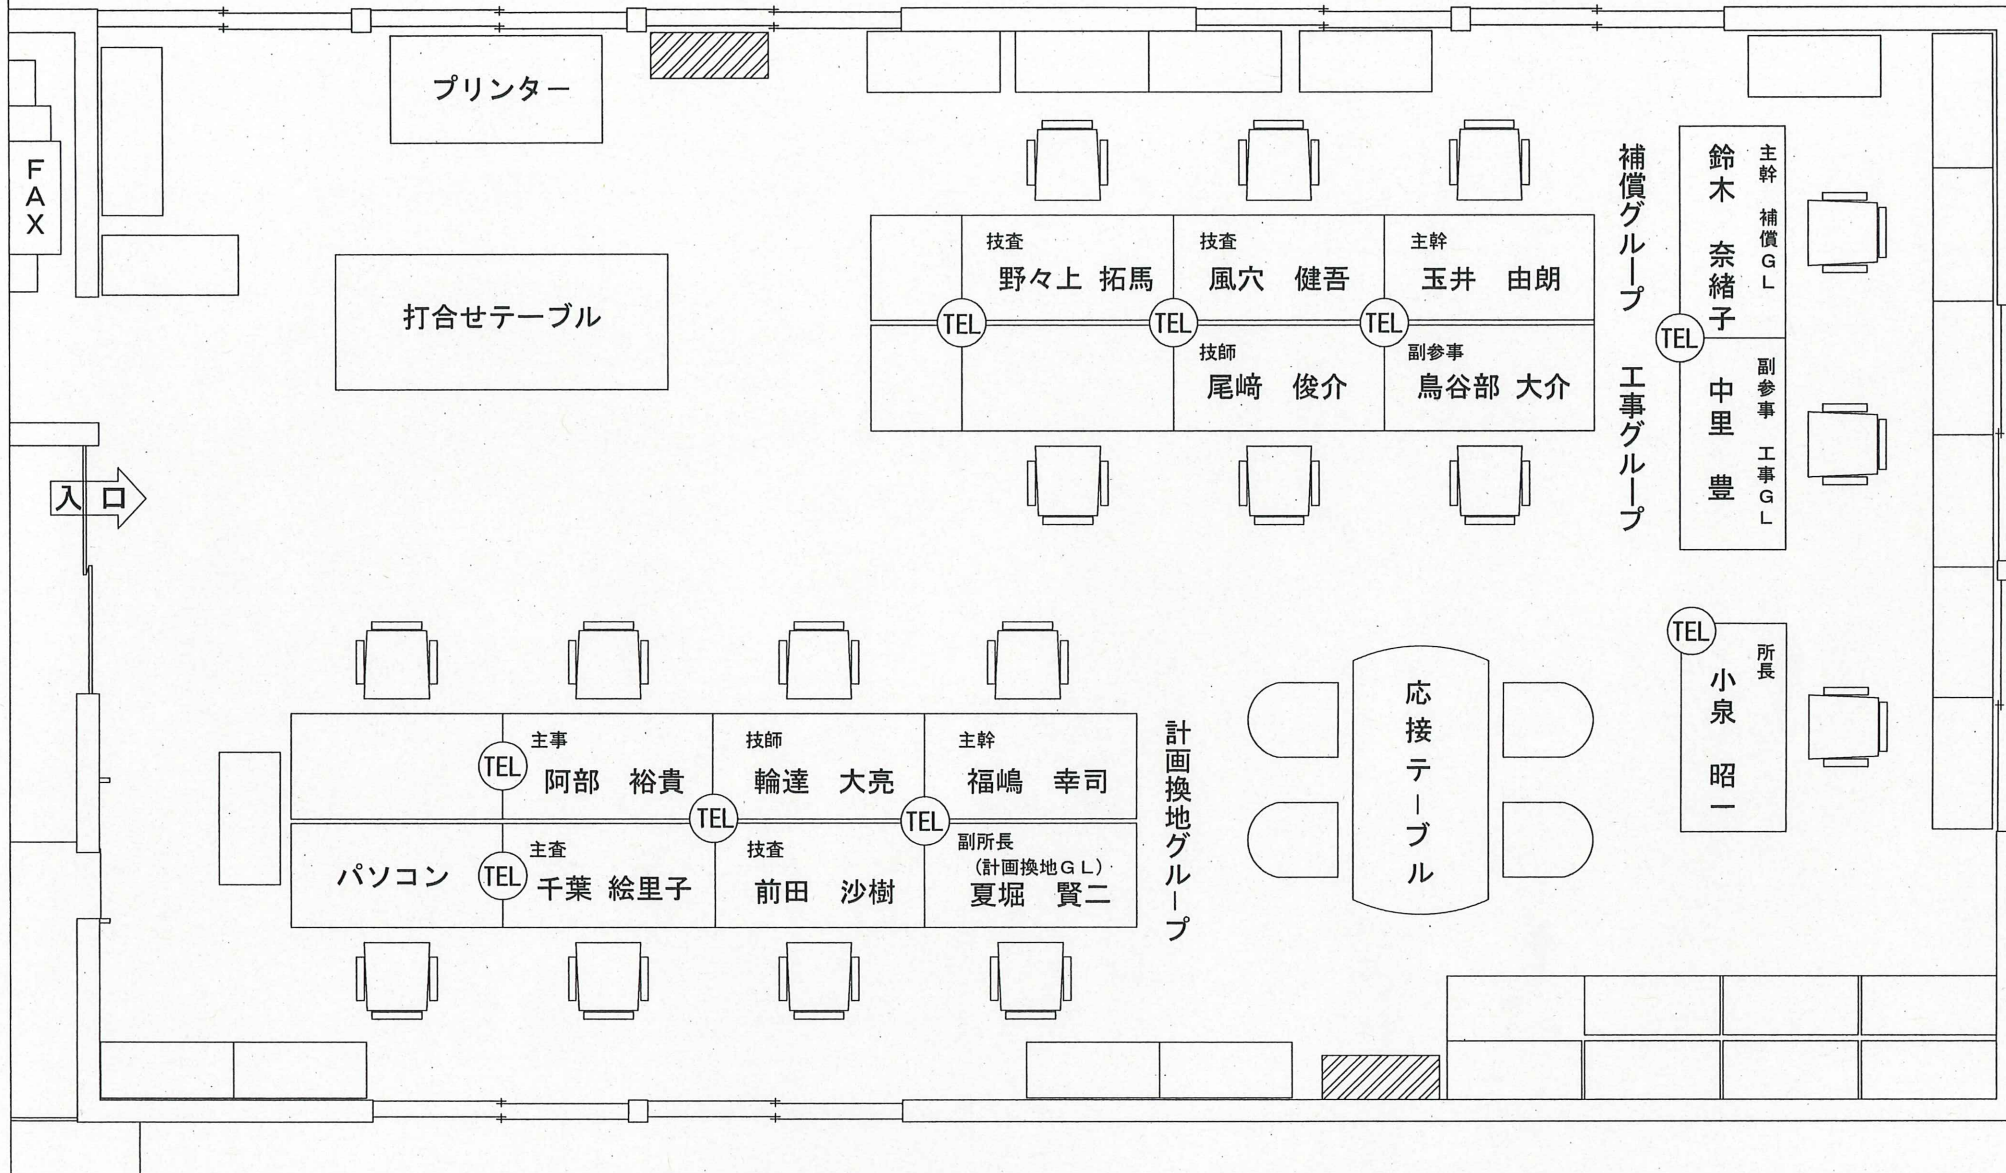 プリンター
FAX
打合せテーブル
入口
技査
野々上 拓馬
技査
風穴 健吾
主幹
玉井 由朗
TEL
TEL
TEL
技師
尾﨑 俊介
副参事
鳥谷部 大介
補償グループ 工事グループ
主幹 補償GL
鈴木 奈緒子
TEL
副参事 工事GL
中里 豊
TEL
所長
小泉 昭一
応接テーブル
計画換地グループ
TEL
主事
阿部 裕貴
技師
輪達 大亮
主幹
福嶋 幸司
TEL
TEL
パソコン
TEL
主査
千葉 絵里子
技査
前田 沙樹
副所長
(計画換地GL)
夏堀 賢二